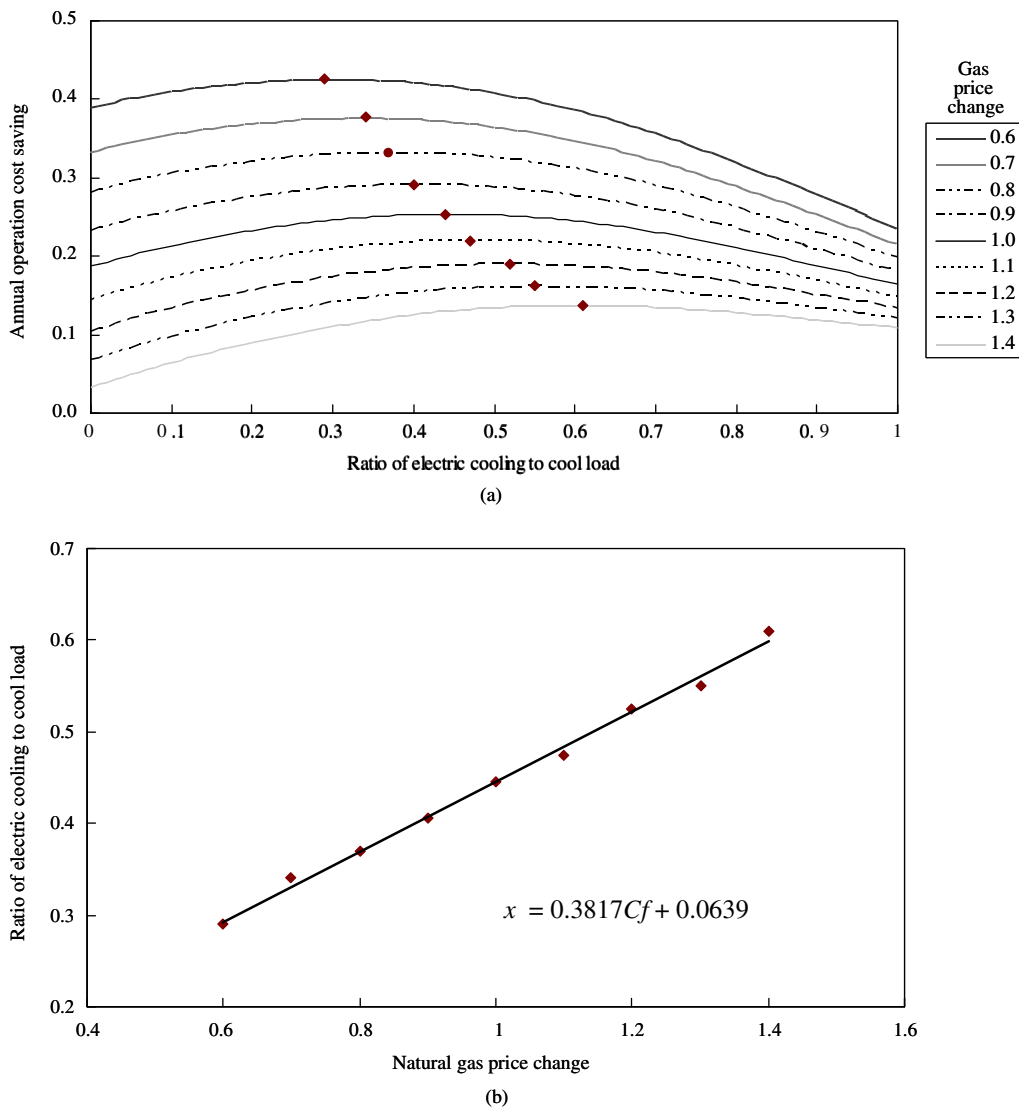 0.5
0.4
0.3
0.2
0.1
0.0
Annual operation cost saving
0 0.1 0.2 0.3 0.4 0.5 0.6 0.7 0.8 0.9 1
Ratio of electric cooling to cool load
(a)
Gas
price
change
0.6
0.7
0.8
0.9
1.0
1.1
1.2
1.3
1.4
0.7
0.6
0.5
0.4
0.3
0.2
Ratio of electric cooling to cool load
x = 0.3817Cf + 0.0639
0.4 0.6 0.8 1 1.2 1.4 1.6
Natural gas price change
(b)